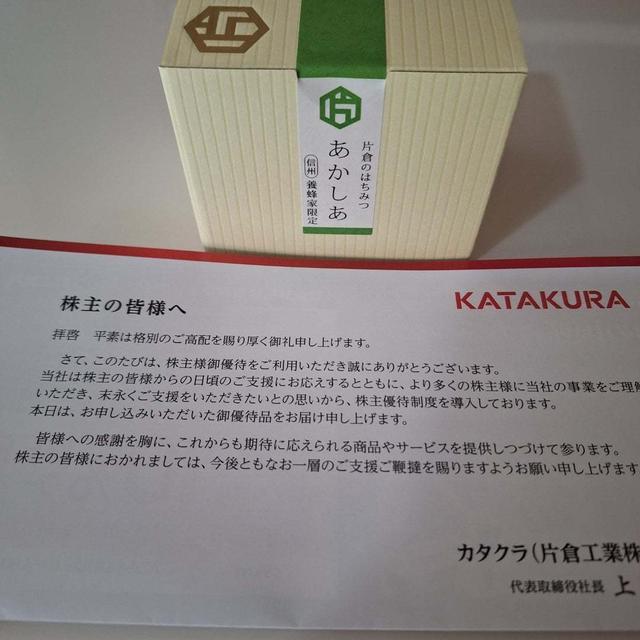 片倉のはちみつ
あかしあ
信州 養蜂家限定
株主の皆様へ
KATAKURA
拝啓 平素は格別のご高配を賜り厚く御礼申し上げます。
さて、このたびは、株主様御優待をご利用いただき誠にありがとうございます。
当社は株主の皆様からの日頃のご支援にお応えするとともに、より多くの株主様に当社の事業をご理解
いただき、末永くご支援をいただきたいとの思いから、株主優待制度を導入しております。
本日は、お申し込みいただいた御優待品をお届け申し上げます。
皆様への感謝を胸に、これからも期待に応えられる商品やサービスを提供しつづけて参ります。
株主の皆様におかれましては、今後ともなお一層のご支援ご鞭撻を賜りますようお願い申し上げます
カタクラ(片倉工業株
代表取締役社長 上